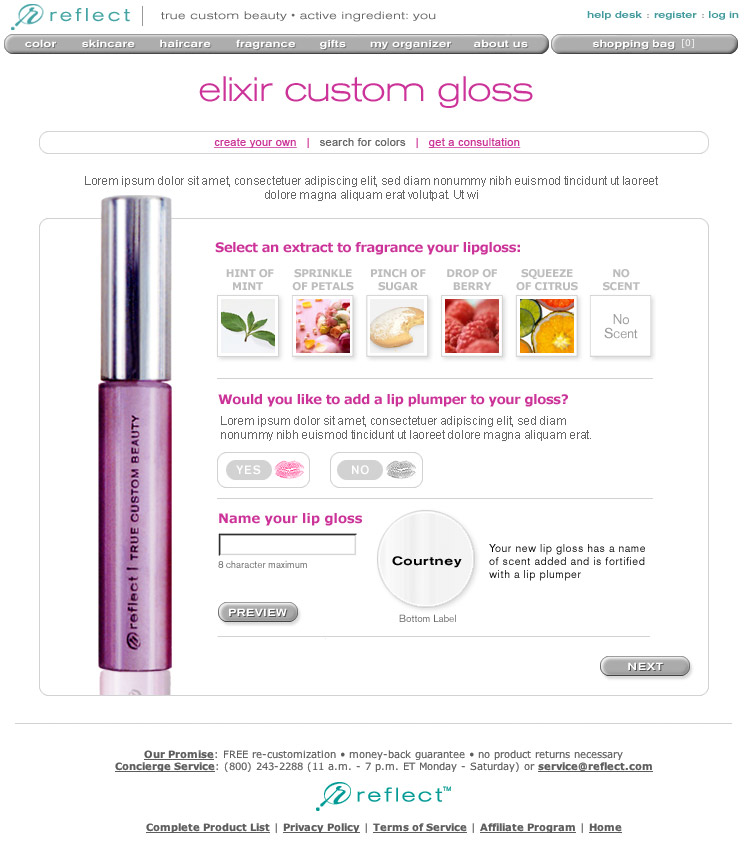 reflect
true custom beauty • active ingredient: you
help desk : register : log in
color skincare haircare fragrance gifts my organizer about us shopping bag [0]
elixir custom gloss
create your own | search for colors | get a consultation
Lorem ipsum dolor sit amet, consectetuer adipiscing elit, sed diam nonummy nibh euismod tincidunt ut laoreet
dolore magna aliquam erat volutpat. Ut wi
Select an extract to fragrance your lipgloss:
HINT OF
MINT
SPRINKLE
OF PETALS
PINCH OF
SUGAR
DROP OF
BERRY
SQUEEZE
OF CITRUS
NO
SCENT
No
Scent
Would you like to add a lip plumper to your gloss?
Lorem ipsum dolor sit amet, consectetuer adipiscing elit, sed diam
nonummy nibh euismod tincidunt ut laoreet dolore magna aliquam erat.
YES
NO
reflect | TRUE CUSTOM BEAUTY
Name your lip gloss
8 character maximum
PREVIEW
Courtney
Bottom Label
Your new lip gloss has a name
of scent added and is fortified
with a lip plumper
NEXT
Our Promise: FREE re-customization • money-back guarantee • no product returns necessary
Concierge Service: (800) 243-2288 (11 a.m. - 7 p.m. ET Monday - Saturday) or service@reflect.com
reflect™
Complete Product List | Privacy Policy | Terms of Service | Affiliate Program | Home